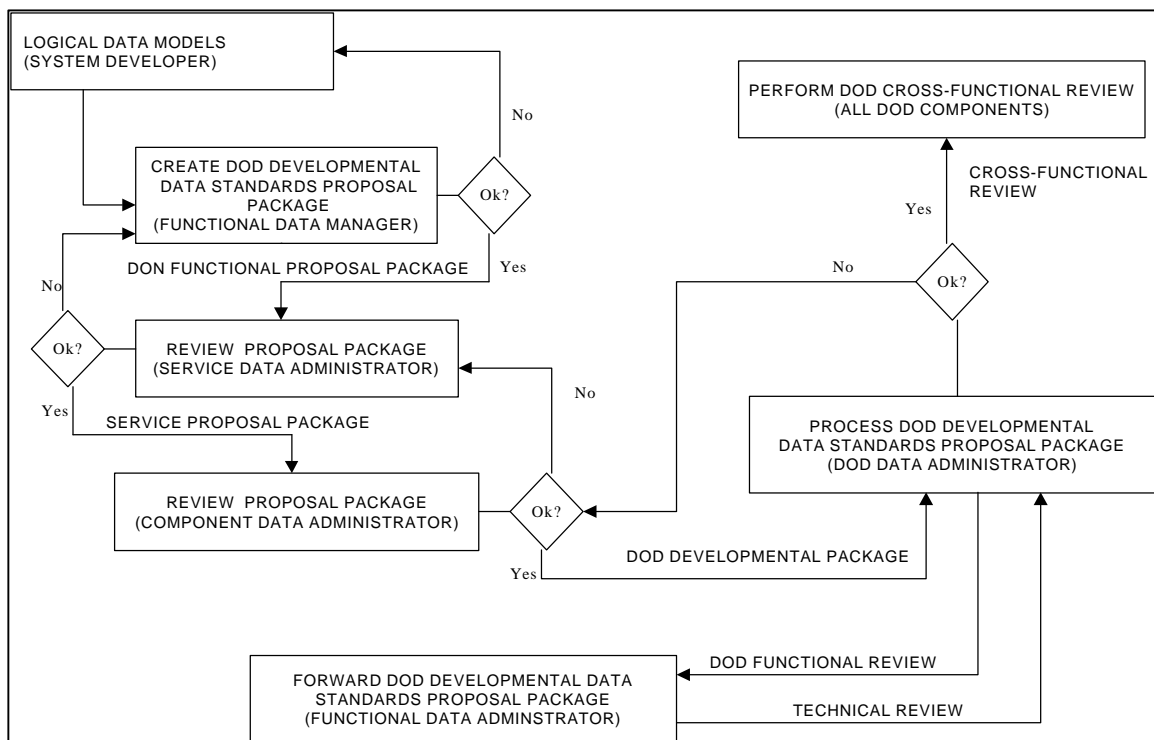 LOGICAL DATA MODELS
(SYSTEM DEVELOPER)
No
CREATE DOD DEVELOPMENTAL
DATA STANDARDS PROPOSAL
PACKAGE
(FUNCTIONAL DATA MANAGER)
Ok?
DON FUNCTIONAL PROPOSAL PACKAGE
Yes
No
Ok?
REVIEW PROPOSAL PACKAGE
(SERVICE DATA ADMINISTRATOR)
Yes
SERVICE PROPOSAL PACKAGE
No
REVIEW PROPOSAL PACKAGE
(COMPONENT DATA ADMINISTRATOR)
Ok?
Yes
DOD DEVELOPMENTAL PACKAGE
PERFORM DOD CROSS-FUNCTIONAL REVIEW
(ALL DOD COMPONENTS)
CROSS-FUNCTIONAL
REVIEW
Yes
No
Ok?
PROCESS DOD DEVELOPMENTAL
DATA STANDARDS PROPOSAL PACKAGE
(DOD DATA ADMINISTRATOR)
DOD FUNCTIONAL REVIEW
FORWARD DOD DEVELOPMENTAL DATA
STANDARDS PROPOSAL PACKAGE
(FUNCTIONAL DATA ADMINSTRATOR)
TECHNICAL REVIEW